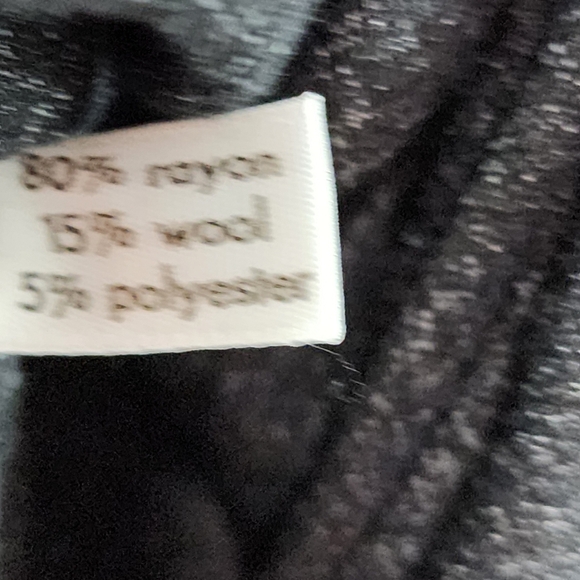 80% rayon
15% wool
5% polyester